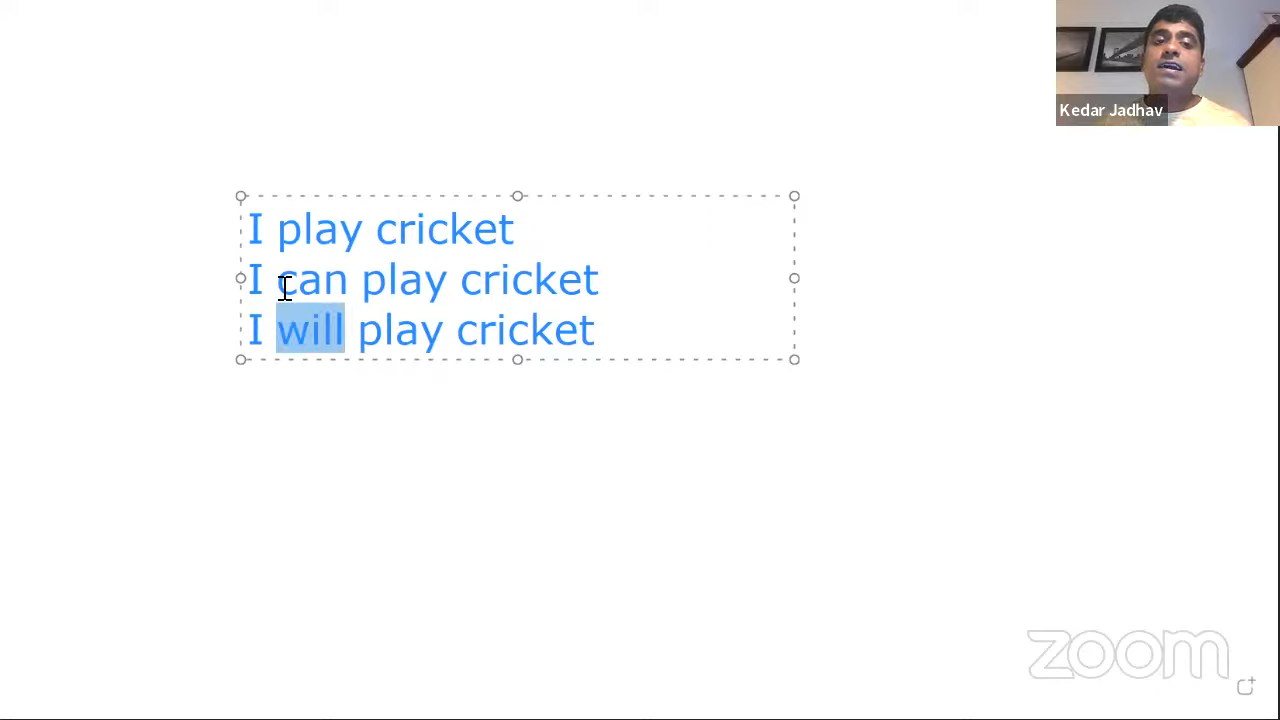 Kedar Jadhav
I play cricket
I can play cricket
I will play cricket
zoom